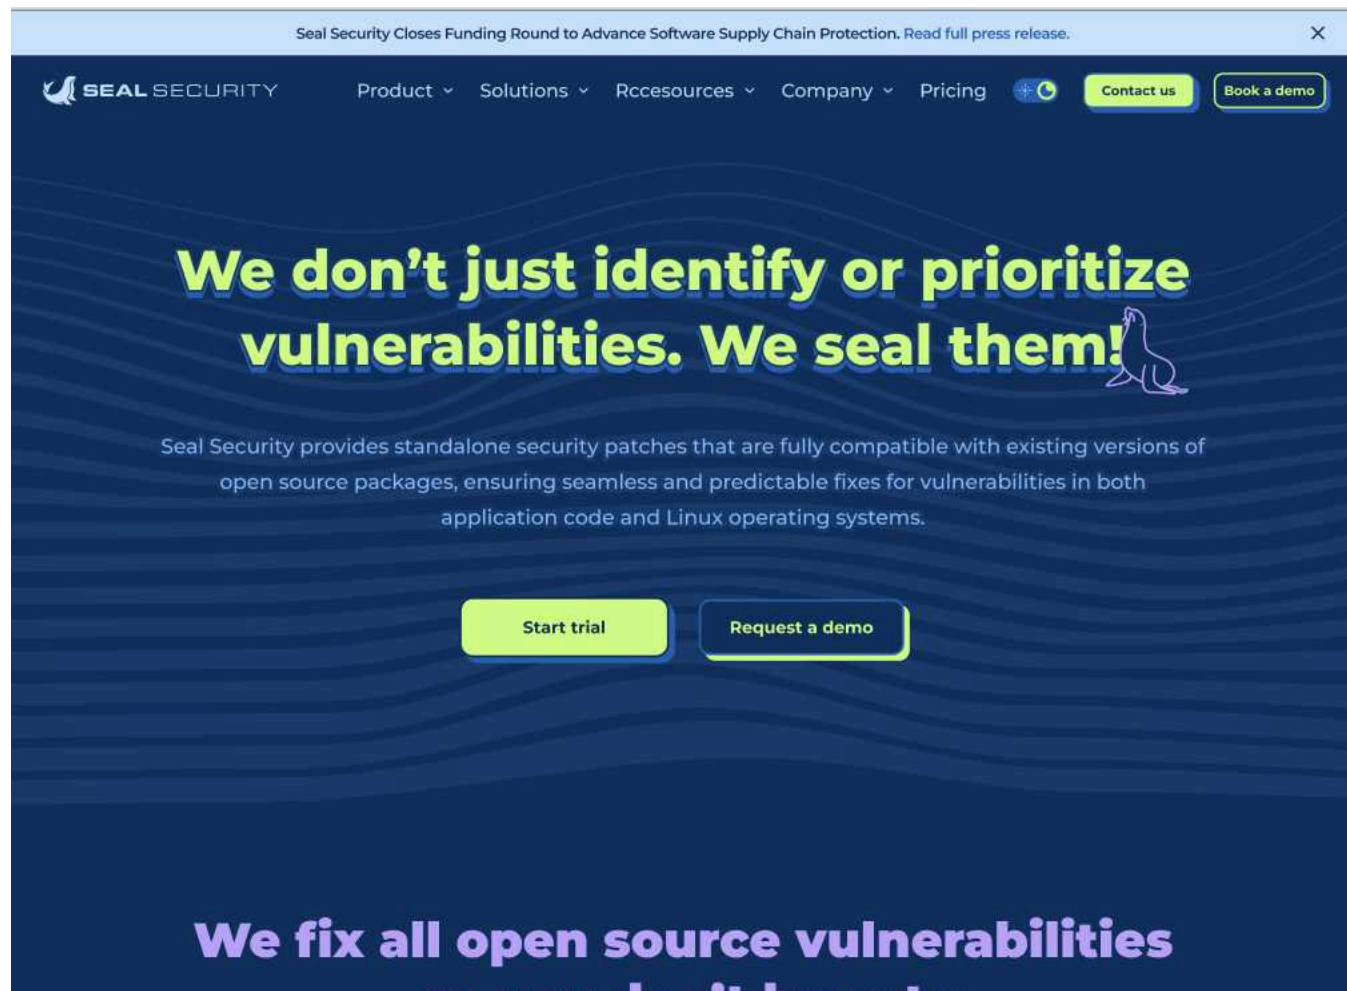 Seal Security Closes Funding Round to Advance Software Supply Chain Protection. Read full press release.
SEAL SECURITY Product Solutions Rccesources Company Pricing Contact us Book a demo
We don't just identify or prioritize
vulnerabilities. We seal them!
Seal Security provides standalone security patches that are fully compatible with existing versions of
open source packages, ensuring seamless and predictable fixes for vulnerabilities in both
application code and Linux operating systems.
Start trial Request a demo
We fix all open source vulnerabilities